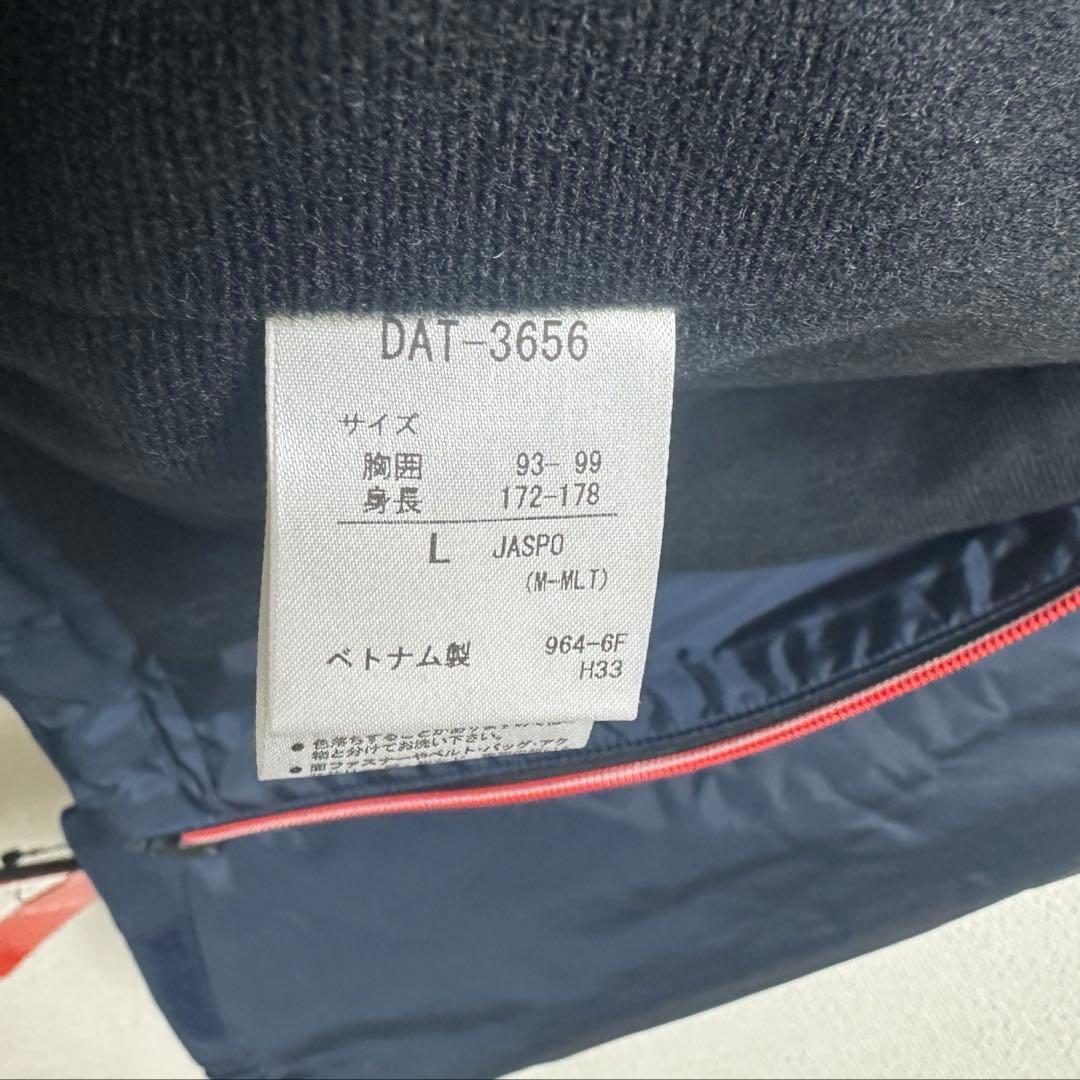 DAT-3656
サイズ
胸囲 93- 99
身長 172-178
L JASPO
(M-MLT)
ベトナム製 964-6F
H33